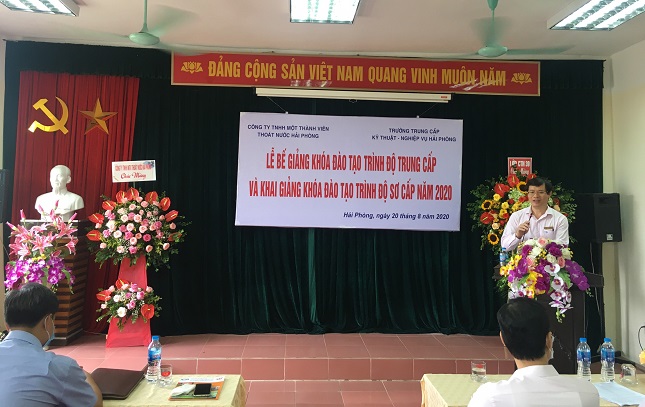 ĐẢNG CỘNG SẢN VIỆT NAM QUANG VINH MUÔN NĂM
CÔNG TY TNHH MỘT THÀNH VIÊN
THOÁT NƯỚC HẢI PHÒNG
TRƯỜNG TRUNG CẤP
KỸ THUẬT - NGHIỆP VỤ HẢI PHÒNG
LỄ BẾ GIẢNG KHÓA ĐÀO TẠO TRÌNH ĐỘ TRUNG CẤP
VÀ KHAI GIẢNG KHÓA ĐÀO TẠO TRÌNH ĐỘ SƠ CẤP NĂM 2020
Hải Phòng, ngày 20 tháng 8 năm 2020
Chúc Mừng